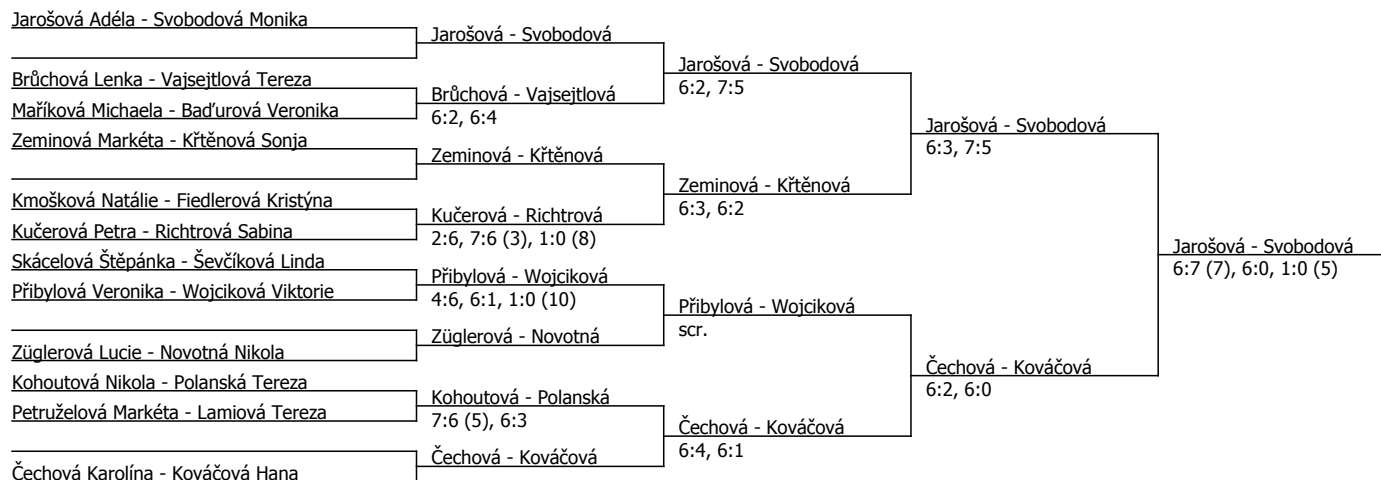 Jarošová Adéla - Svobodová Monika
Jarošová - Svobodová
Jarošová - Svobodová
6:2, 7:5
Brůchová Lenka - Vajsejtlová Tereza
Brůchová - Vajsejtlová
6:2, 6:4
Maříková Michaela - Baďurová Veronika
Jarošová - Svobodová
6:3, 7:5
Zeminová Markéta - Křtěnová Sonja
Zeminová - Křtěnová
Zeminová - Křtěnová
6:3, 6:2
Kmošková Natálie - Fiedlerová Kristýna
Kučerová - Richtrová
2:6, 7:6 (3), 1:0 (8)
Kučerová Petra - Richtrová Sabina
Jarošová - Svobodová
6:7 (7), 6:0, 1:0 (5)
Skácelová Štěpánka - Ševčíková Linda
Přibylová - Wojciková
4:6, 6:1, 1:0 (10)
Přibylová Veronika - Wojciková Viktorie
Přibylová - Wojciková
scr.
Züglerová - Novotná
Züglerová Lucie - Novotná Nikola
Čechová - Kováčová
6:2, 6:0
Kohoutová Nikola - Polanská Tereza
Kohoutová - Polanská
7:6 (5), 6:3
Petruželová Markéta - Lamiová Tereza
Čechová - Kováčová
6:4, 6:1
Čechová - Kováčová
Čechová Karolína - Kováčová Hana